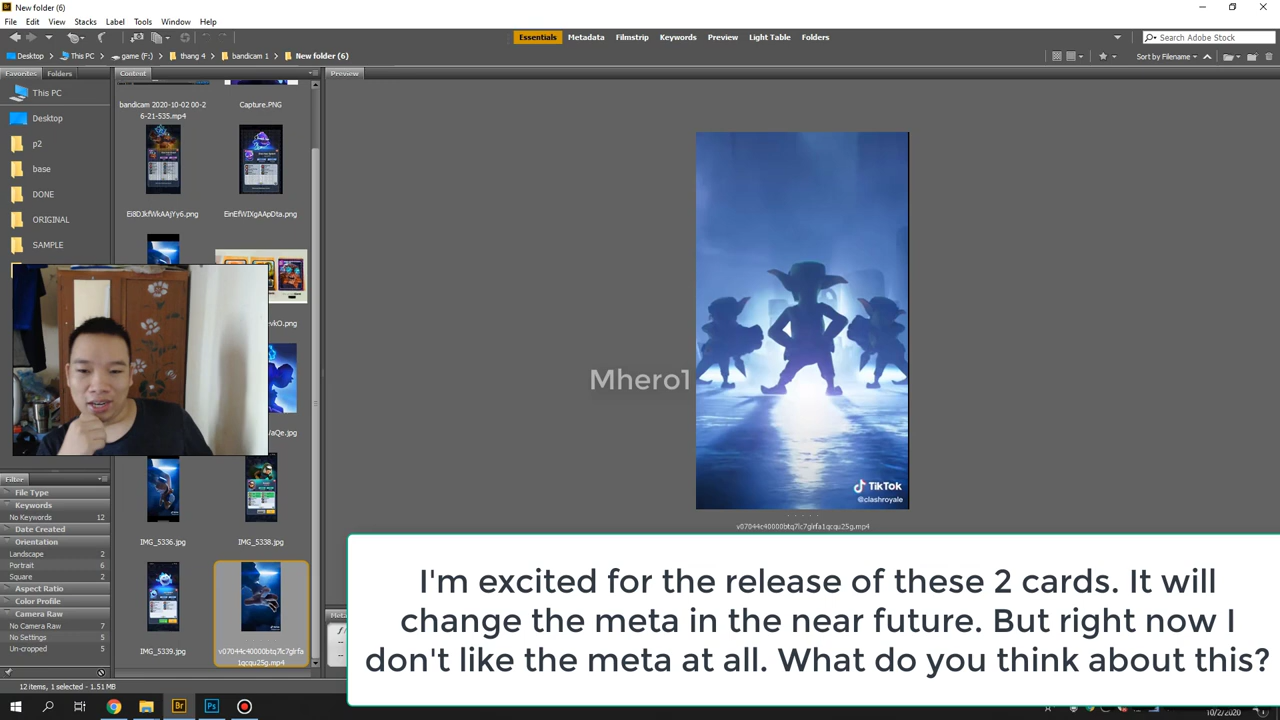 New folder (6)
File Edit View Stacks Label Tools Window Help
Essentials Metadata Filmstrip Keywords Preview Light Table Folders
Search Adobe Stock
Desktop This PC game (F:) thang 4 bandicam 1 New folder (6)
Sort by Filename
Favorites Folders
Content
Preview
This PC
Desktop
p2
base
DONE
ORIGINAL
SAMPLE
bandicam 2020-10-02 00-2
6-21-535.mp4
Capture.PNG
EinEfWIXgAApDta.png
IMG_5336.jpg
IMG_5338.jpg
IMG_5339.jpg
Mhero1
TikTok
@clashroyale
Filter
File Type
Keywords
No Keywords 12
Date Created
Orientation
Landscape 2
Portrait 6
Square 2
Aspect Ratio
Color Profile
Camera Raw
No Camera Raw 7
No Settings 5
Un-cropped 5
12 items, 1 selected - 1.51 MB
I'm excited for the release of these 2 cards. It will
change the meta in the near future. But right now I
don't like the meta at all. What do you think about this?
Br
Ps
10/2/2020